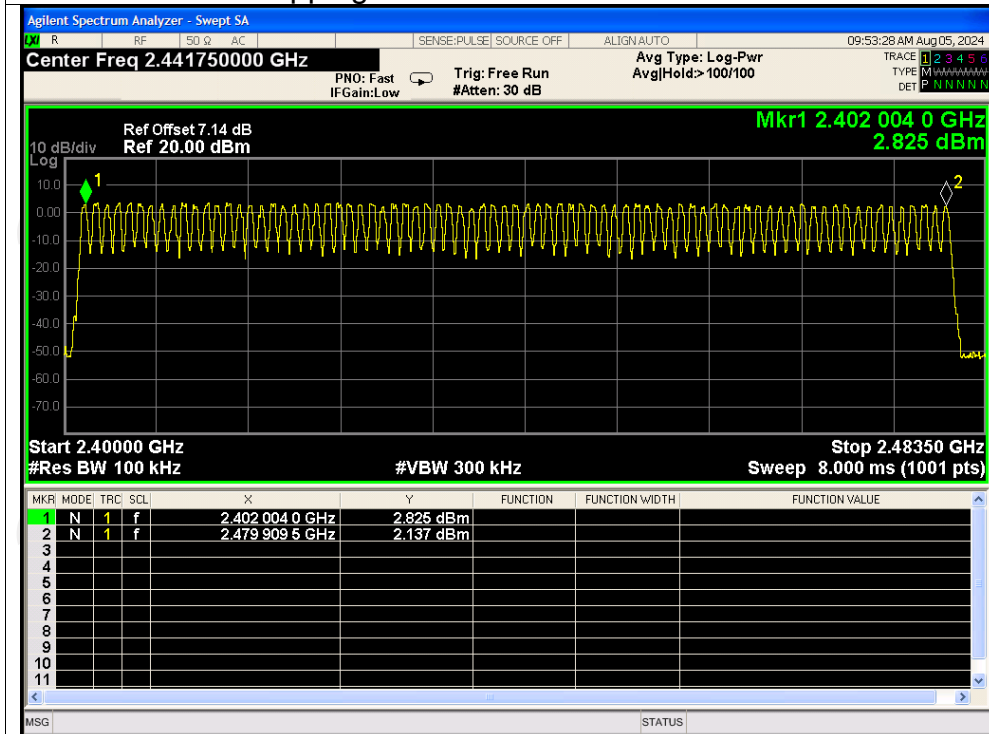 Agilent Spectrum Analyzer - Swept SA
LXI R RF 50 Ω AC SENSE:PULSE SOURCE OFF ALIGN AUTO 09:53:28 AM Aug 05, 2024
Center Freq 2.441750000 GHz
PNO: Fast
IFGain:Low
Trig: Free Run
#Atten: 30 dB
Avg Type: Log-Pwr
Avg|Hold:>100/100
TRACE 1 2 3 4 5 6
TYPE M W W W W W
DET P N N N N N
Mkr1 2.402 004 0 GHz
2.825 dBm
Ref Offset 7.14 dB
10 dB/div Ref 20.00 dBm
Log
1
2
10.0
0.00
-10.0
-20.0
-30.0
-40.0
-50.0
-60.0
-70.0
Start 2.40000 GHz Stop 2.48350 GHz
#Res BW 100 kHz #VBW 300 kHz Sweep 8.000 ms (1001 pts)
MKR MODE TRC SCL X Y FUNCTION FUNCTION WIDTH FUNCTION VALUE
1 N 1 f 2.402 004 0 GHz 2.825 dBm
2 N 1 f 2.479 909 5 GHz 2.137 dBm
3
4
5
6
7
8
9
10
11
MSG STATUS